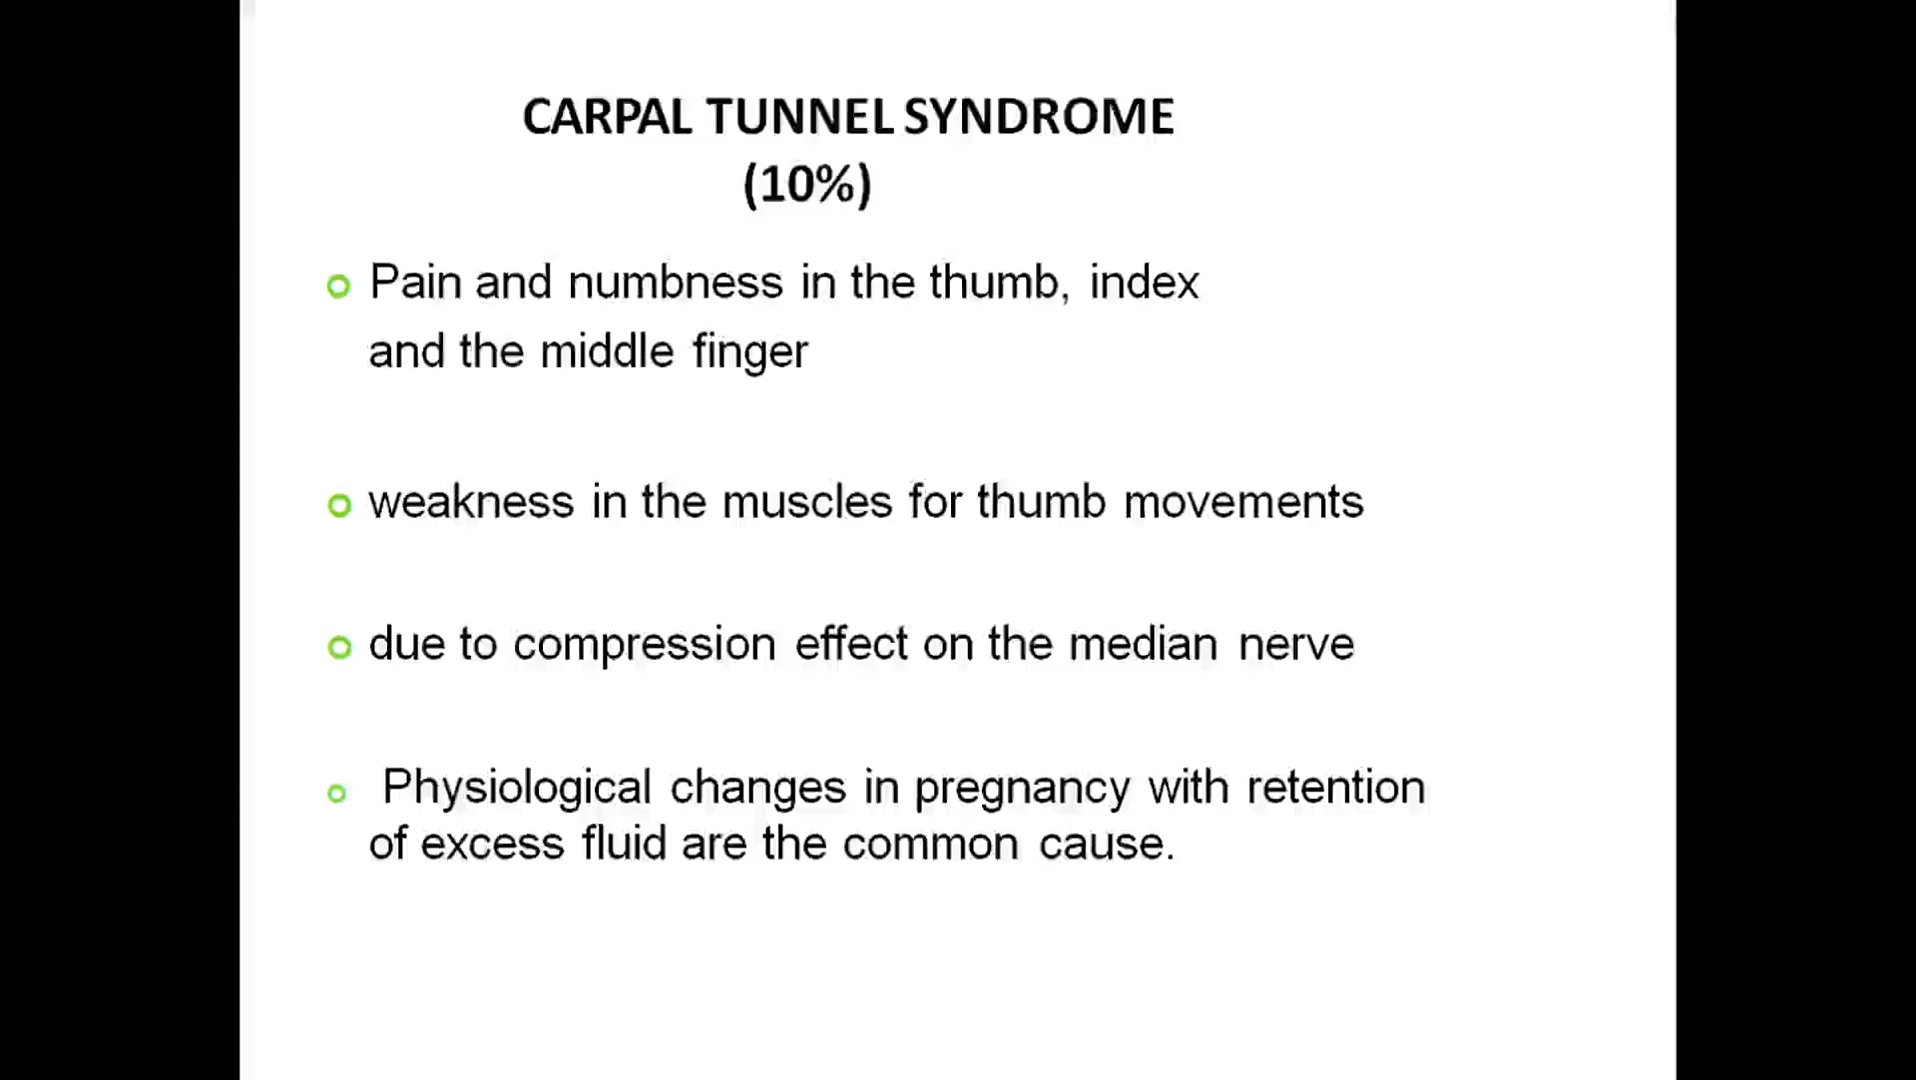 CARPAL TUNNEL SYNDROME
(10%)
Pain and numbness in the thumb, index
and the middle finger
weakness in the muscles for thumb movements
due to compression effect on the median nerve
Physiological changes in pregnancy with retention
of excess fluid are the common cause.